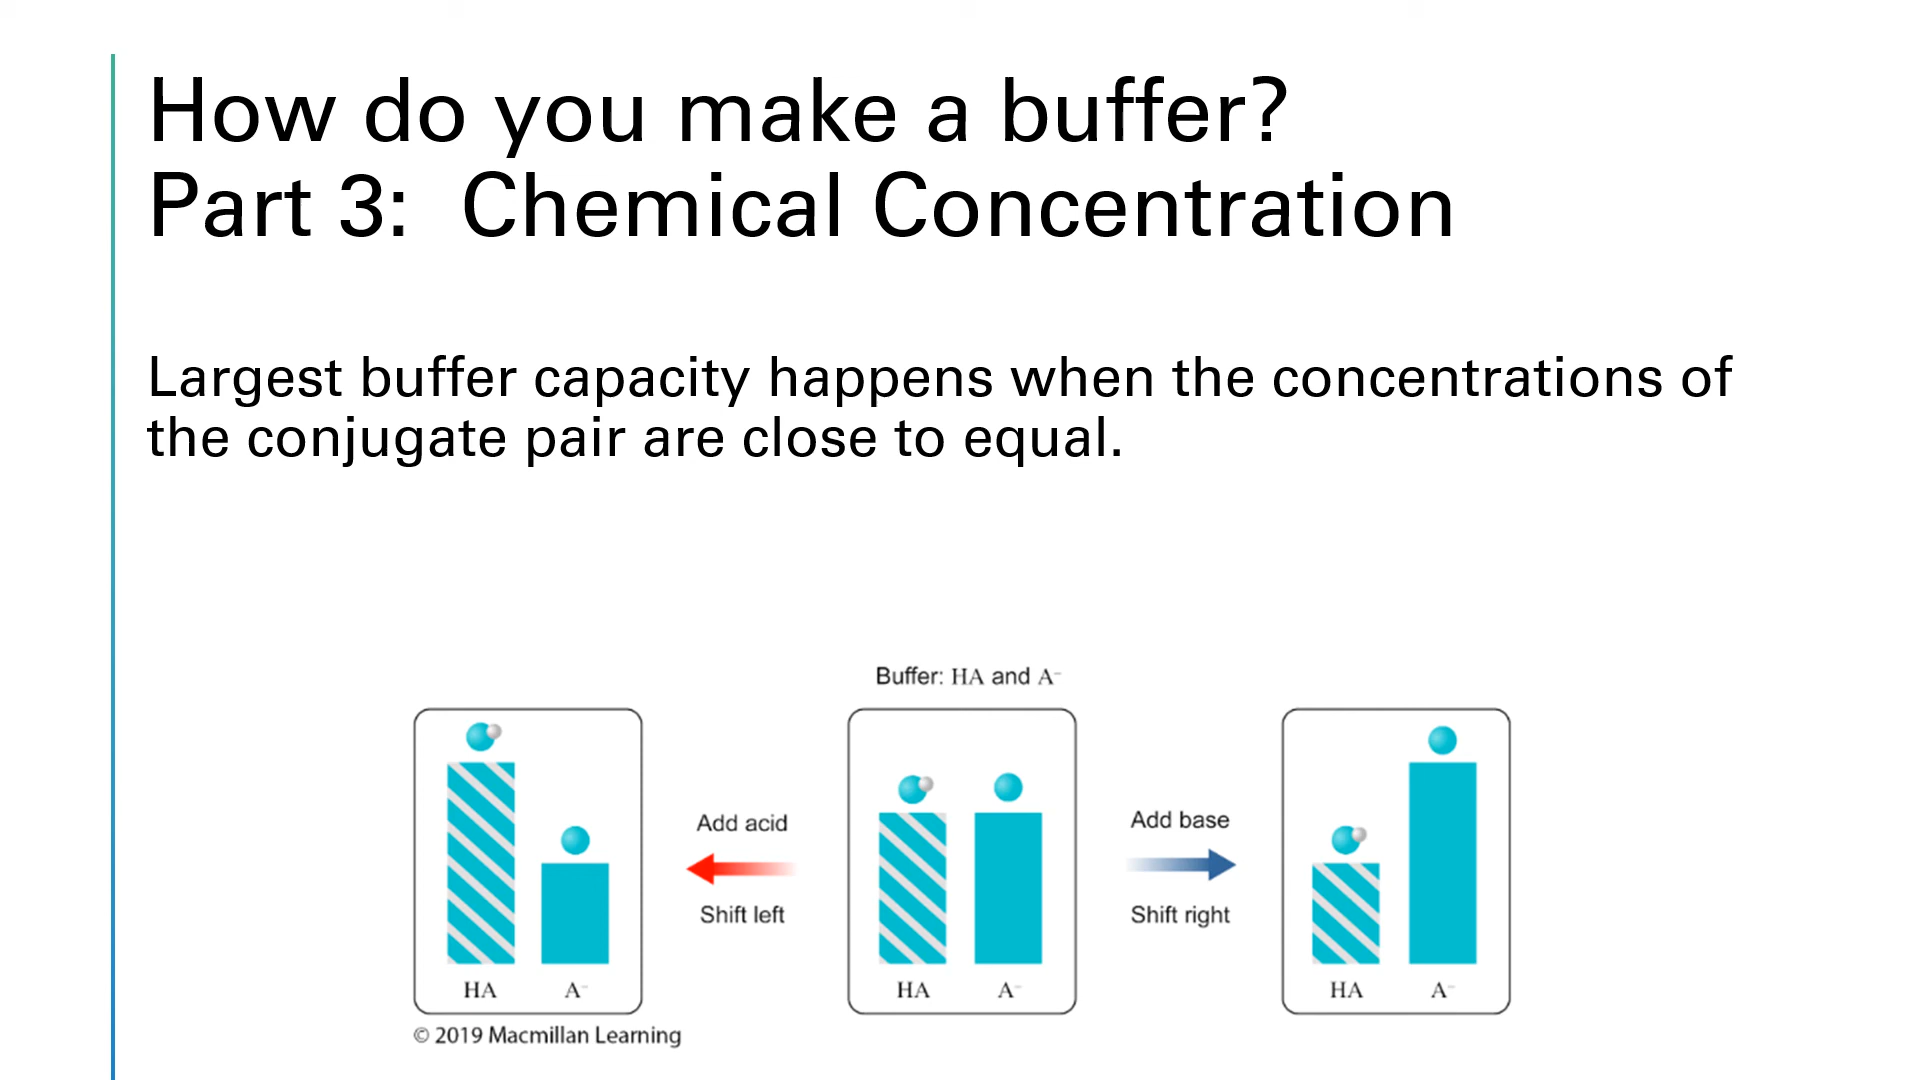 How do you make a buffer?
Part 3:  Chemical Concentration
Largest buffer capacity happens when the concentrations of
the conjugate pair are close to equal.
Buffer: HA and A⁻
Add acid
Shift left
Add base
Shift right
HA A⁻
HA A⁻
HA A⁻
© 2019 Macmillan Learning